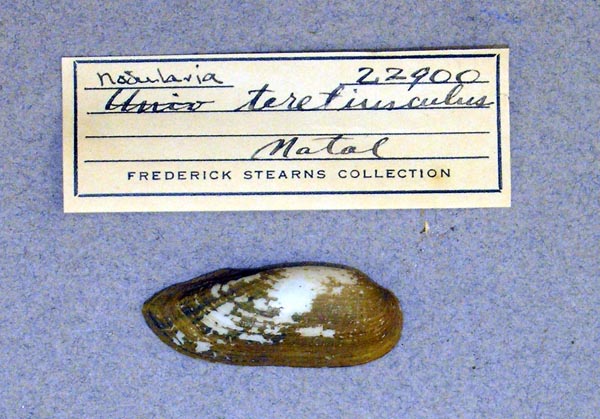 Nodularia 22900
Unio teretiusculus
Natal
FREDERICK STEARNS COLLECTION